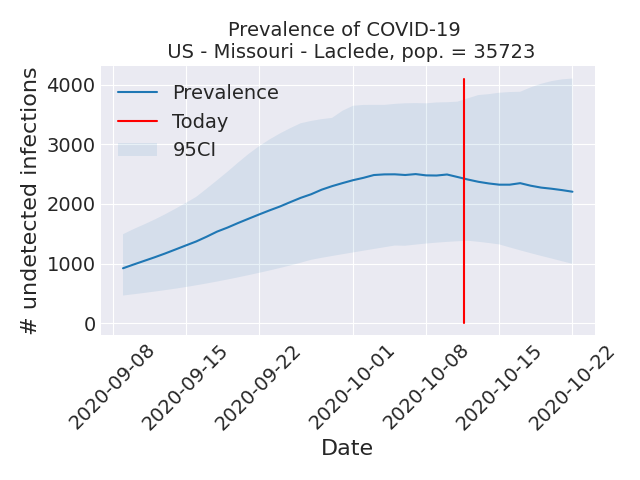 Prevalence of COVID-19
US - Missouri - Laclede, pop. = 35723
# undetected infections
4000
3000
2000
1000
0
Prevalence
Today
95CI
2020-09-08
2020-09-15
2020-09-22
2020-10-01
2020-10-08
2020-10-15
2020-10-22
Date